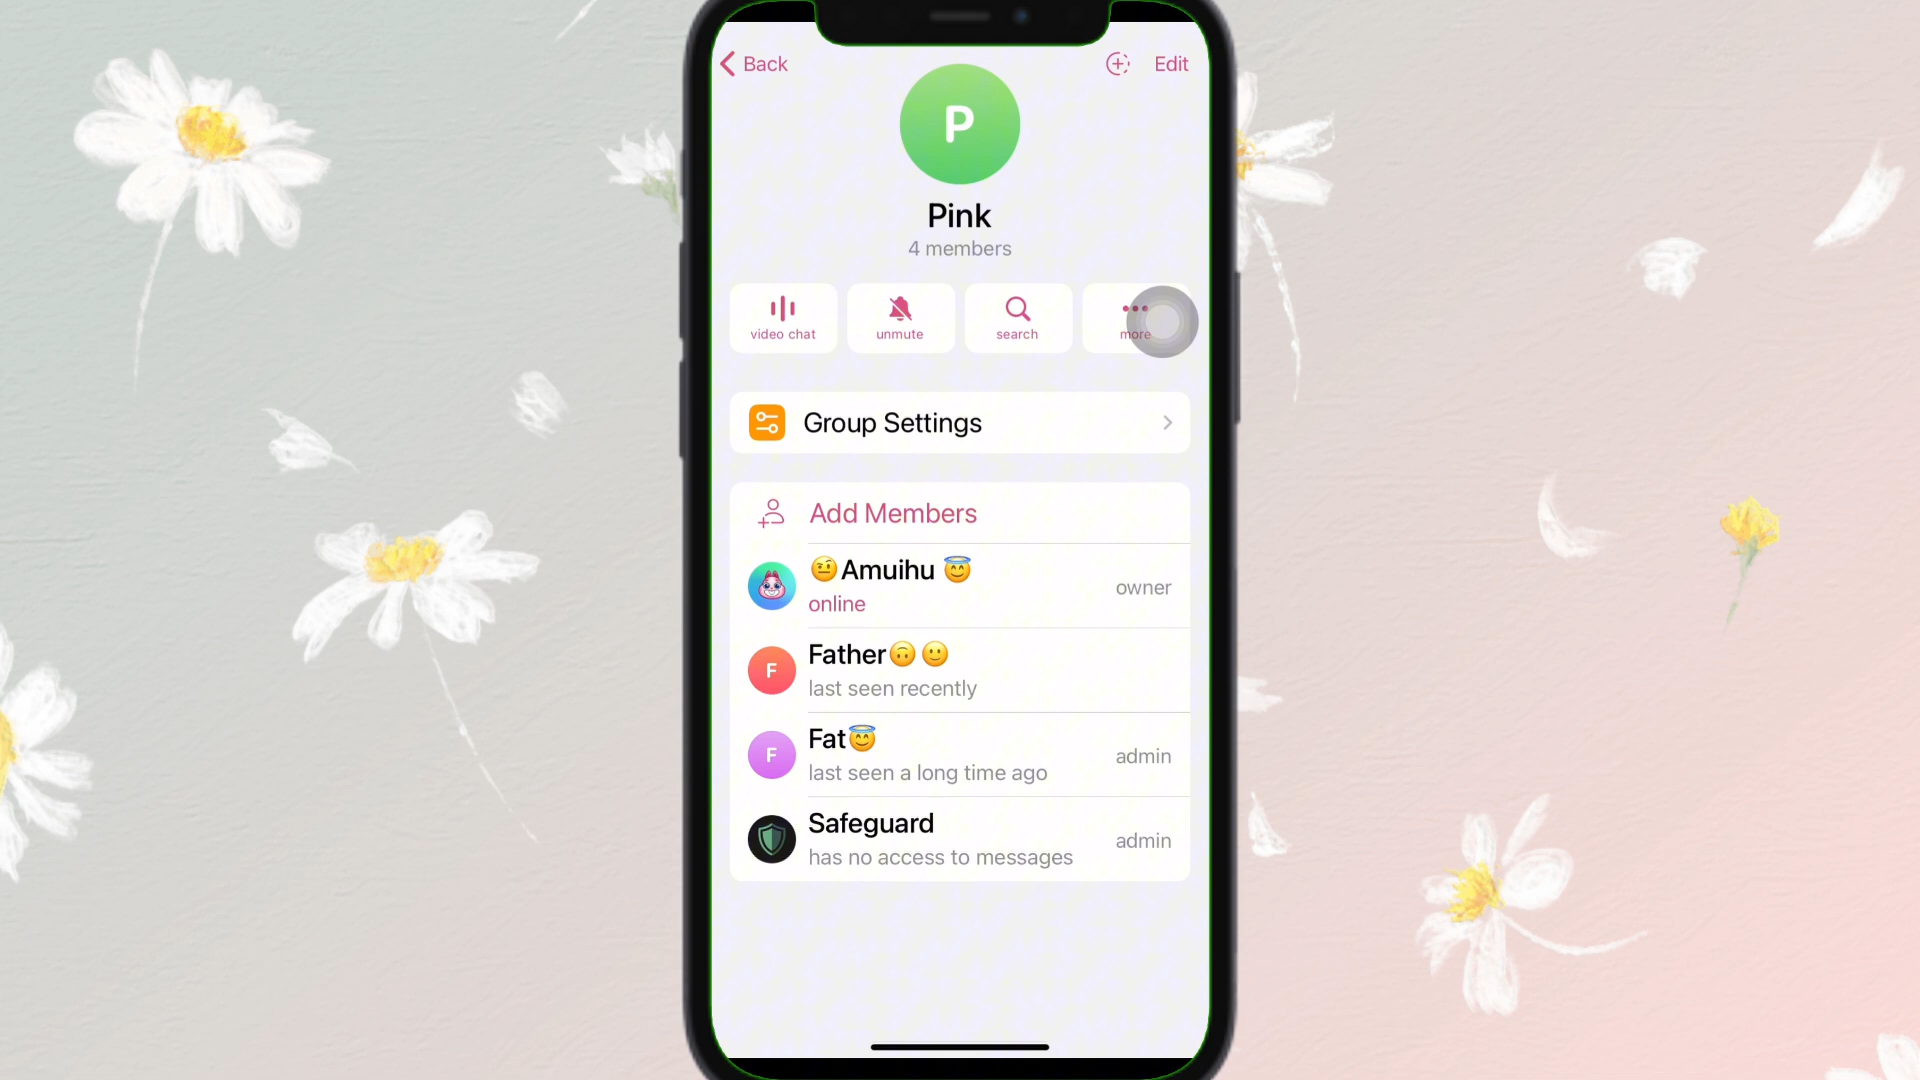 Back
Edit
P
Pink
4 members
video chat
unmute
search
more
Group Settings
Add Members
🤨Amuihu 😇
online
owner
F
Father🙃🙂
last seen recently
F
Fat😇
last seen a long time ago
admin
Safeguard
has no access to messages
admin